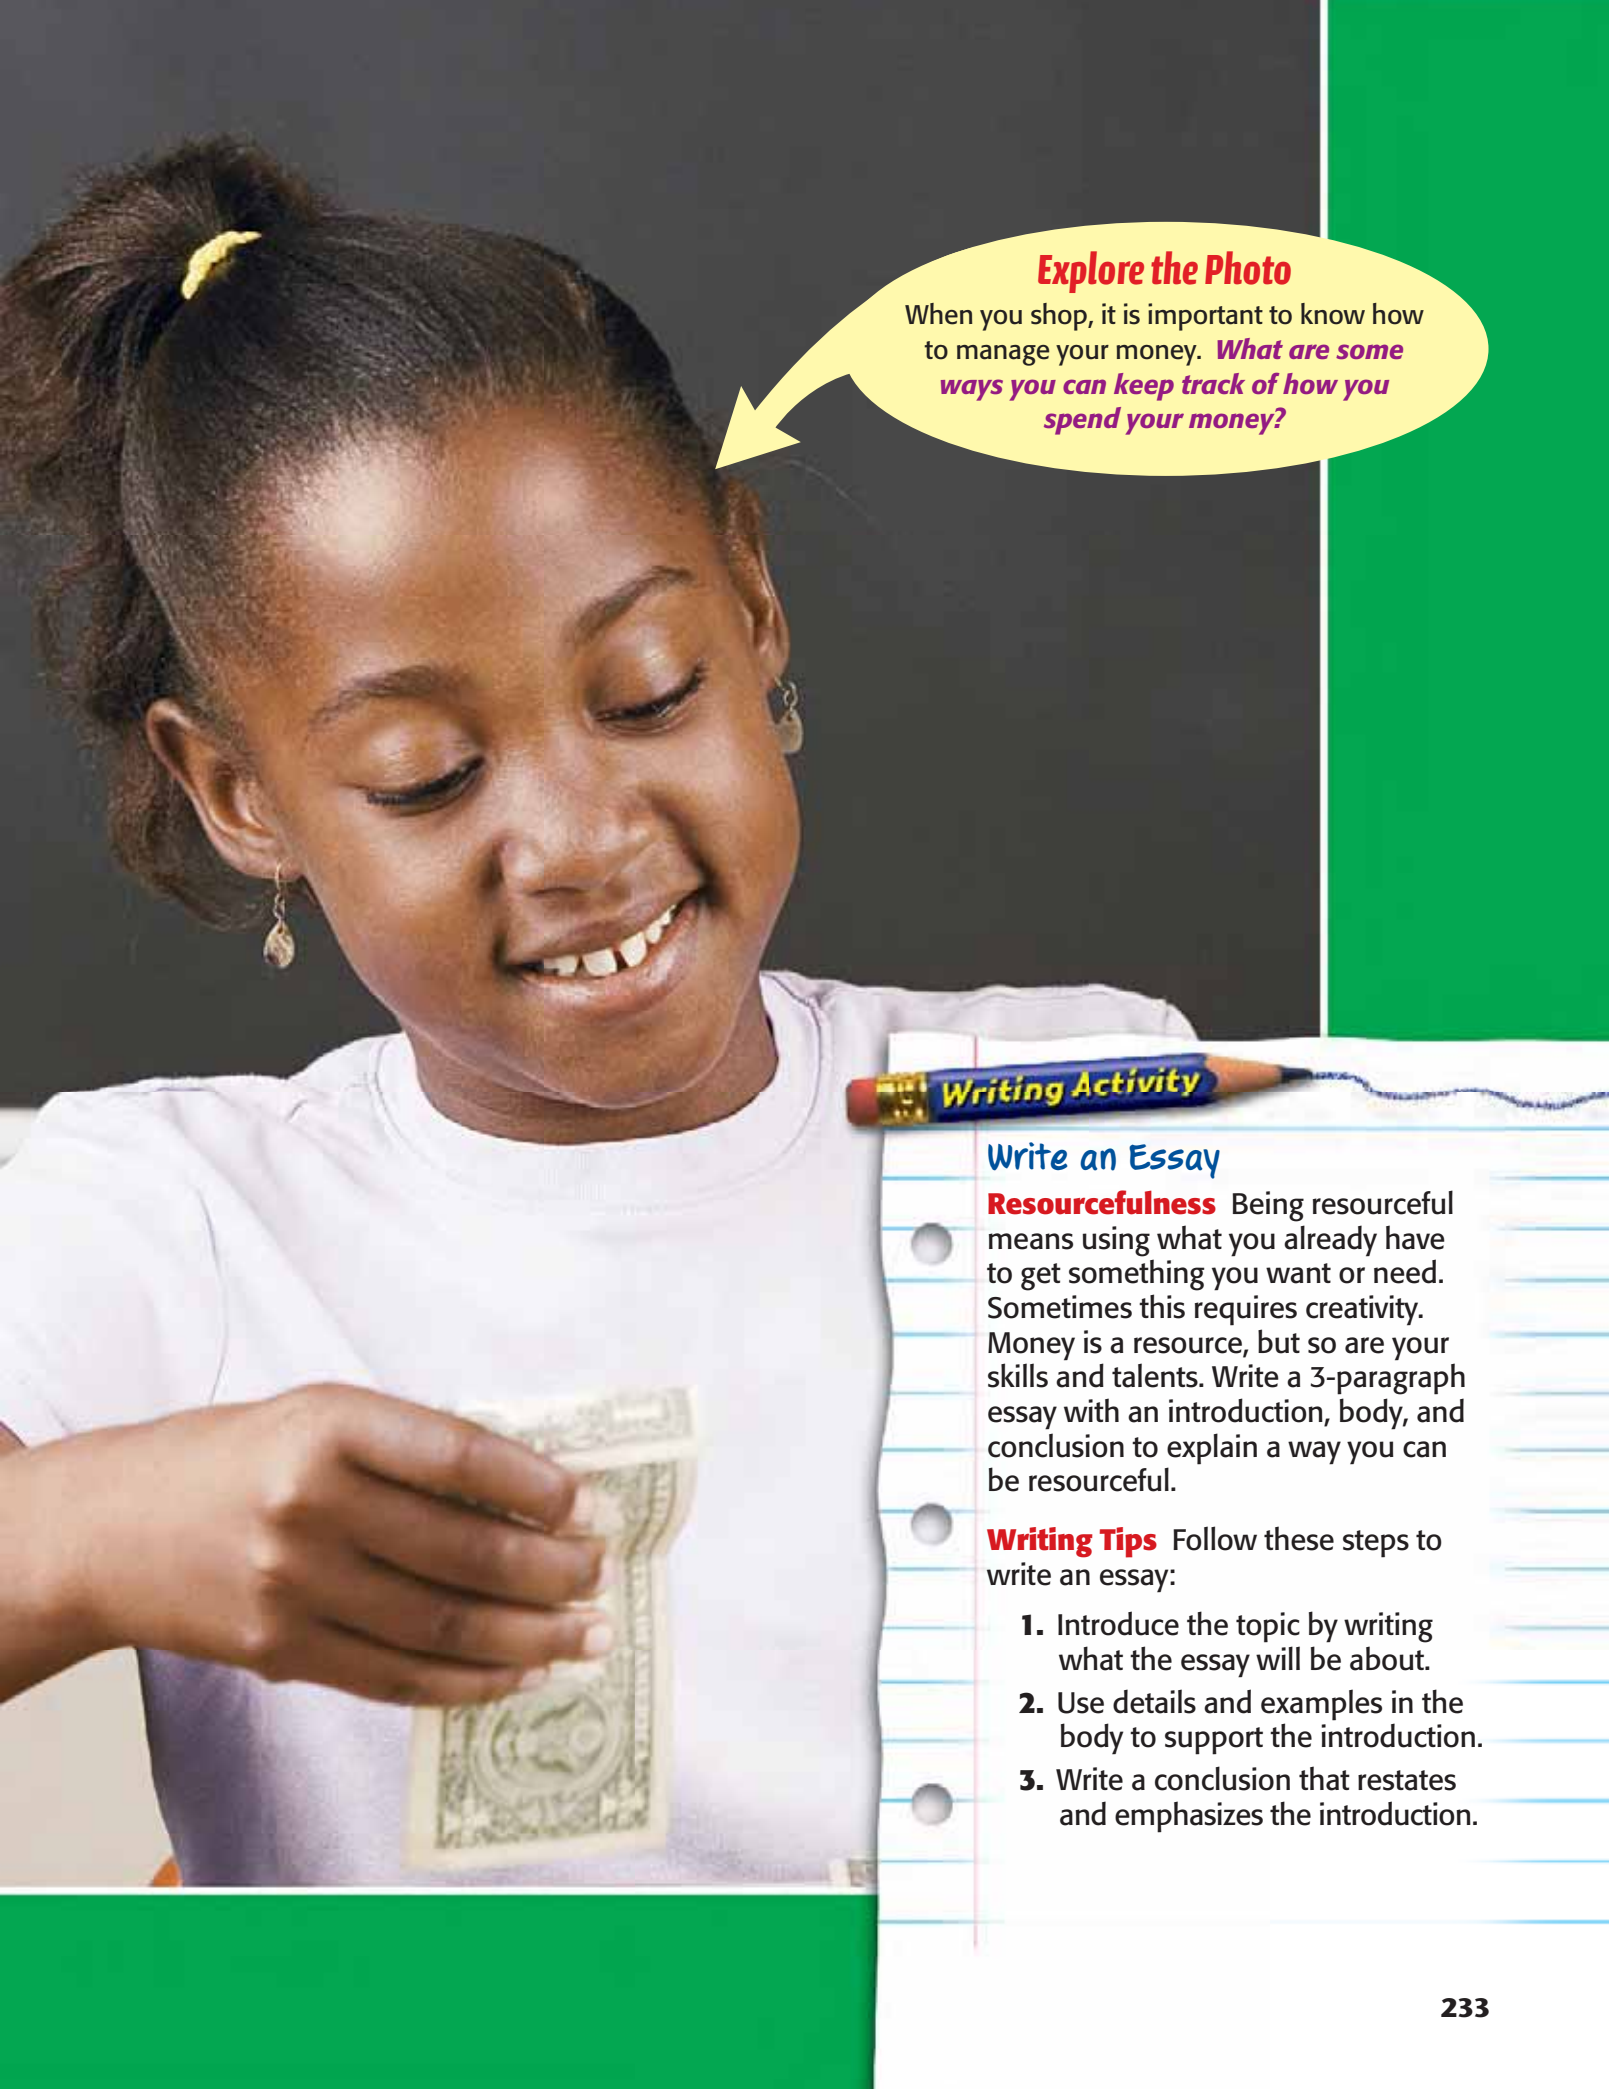 Explore the Photo
When you shop, it is important to know how
to manage your money. What are some
ways you can keep track of how you
spend your money?
Writing Activity
Write an Essay
Resourcefulness Being resourceful
means using what you already have
to get something you want or need.
Sometimes this requires creativity.
Money is a resource, but so are your
skills and talents. Write a 3-paragraph
essay with an introduction, body, and
conclusion to explain a way you can
be resourceful.
Writing Tips Follow these steps to
write an essay:
1. Introduce the topic by writing
what the essay will be about.
2. Use details and examples in the
body to support the introduction.
3. Write a conclusion that restates
and emphasizes the introduction.
233